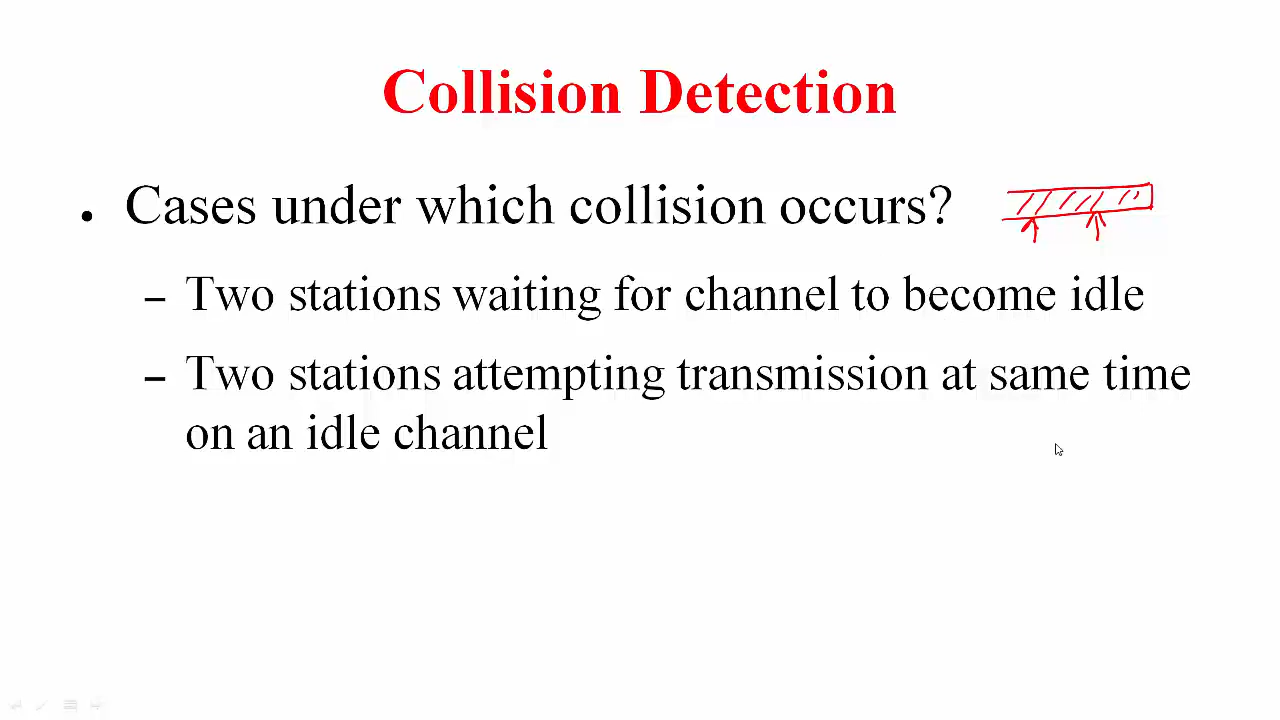 Collision Detection
• Cases under which collision occurs?
– Two stations waiting for channel to become idle
– Two stations attempting transmission at same time
on an idle channel